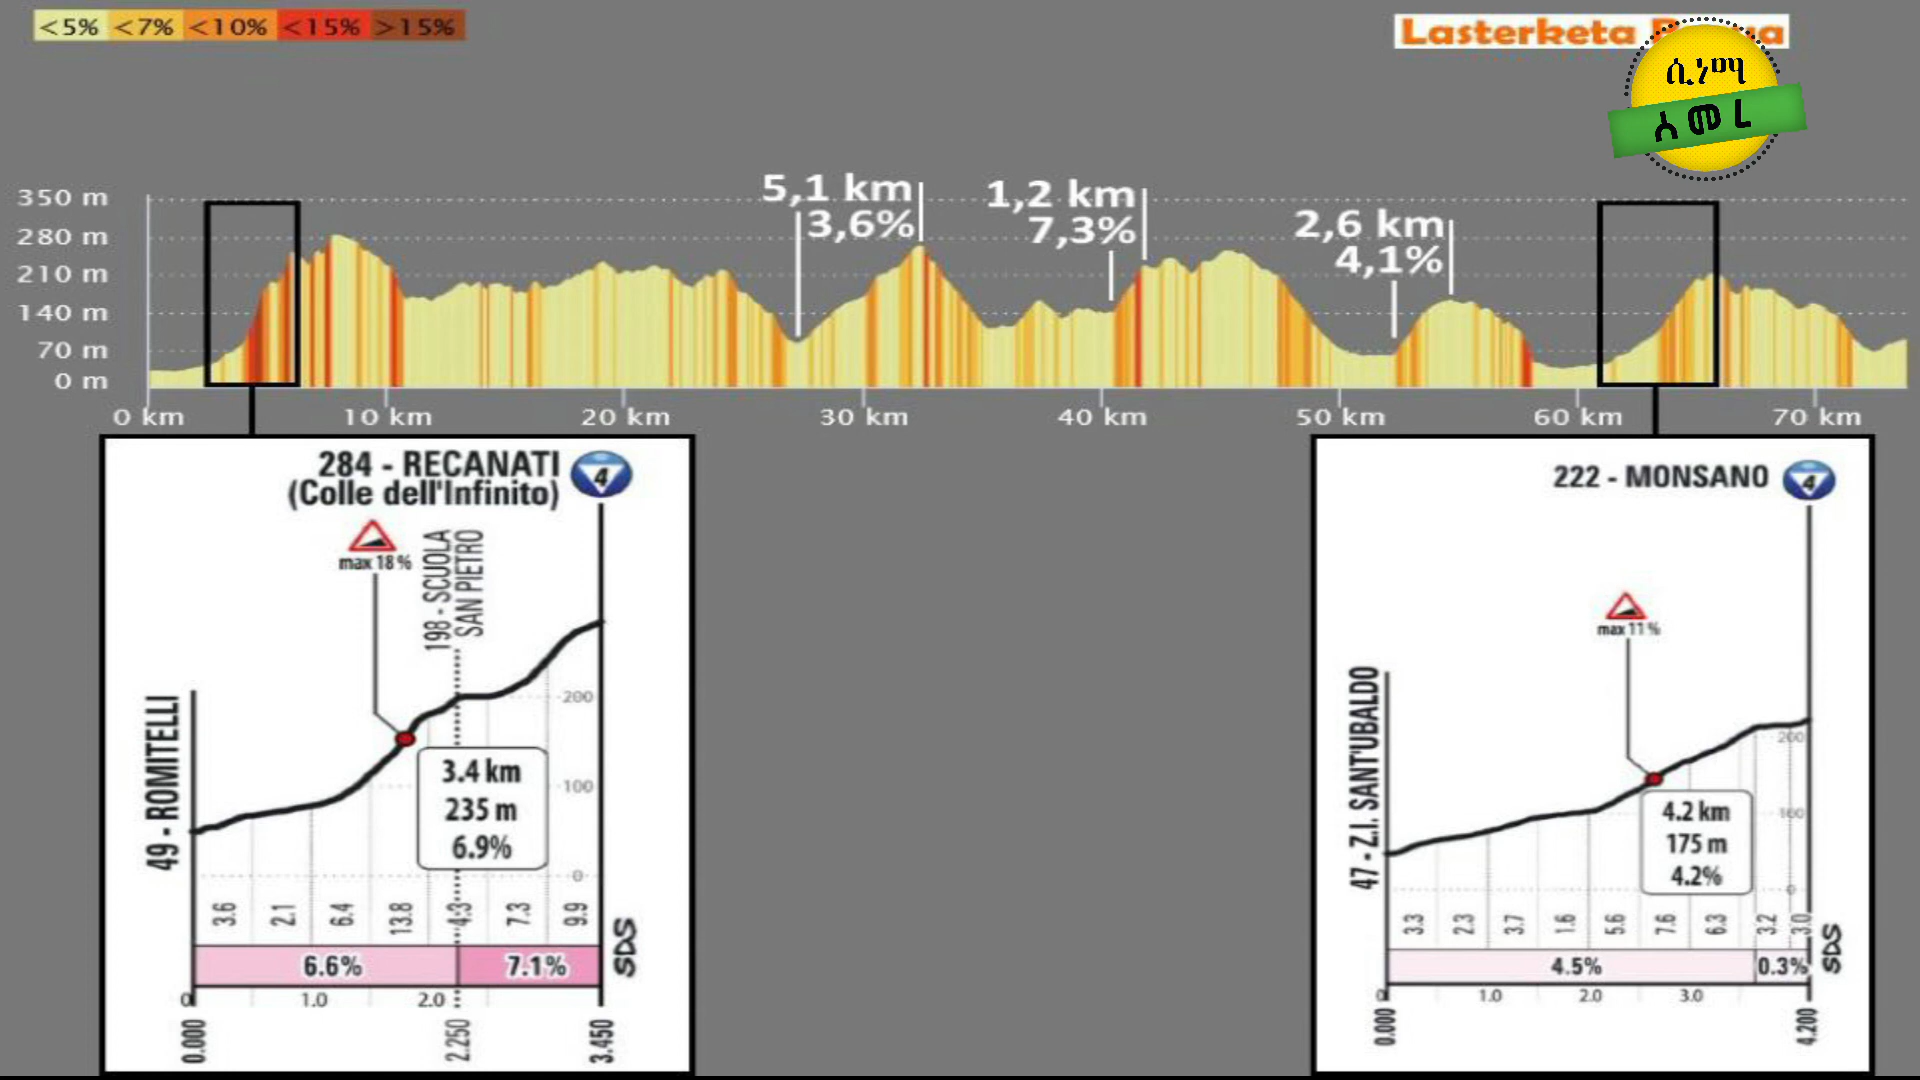 <5% <7% <10% <15% >15%
Lasterketa
ሲ.ነማ
ሰመረ
350 m
280 m
210 m
140 m
70 m
0 m
5,1 km
3,6%
1,2 km
7,3%
2,6 km
4,1%
0 km 10 km 20 km 30 km 40 km 50 km 60 km 70 km
284 - RECANATI
(Colle dell'Infinito)
4
max 18%
198 - SCUOLA
SAN PIETRO
49 - ROMITELLI
200
100
0
3.4 km
235 m
6.9%
3.6 2.1 6.4 13.8 4.3 7.3 9.9
6.6% 7.1%
0 1.0 2.0
0.000 2.250 3.450
SDS
222 - MONSANO
4
max 11%
47 - Z.I. SANT'UBALDO
200
100
0
4.2 km
175 m
4.2%
3.3 2.3 3.7 1.6 5.6 7.6 6.3 3.2 3.0
4.5% 0.3%
0 1.0 2.0 3.0
0.000 4.200
SDS